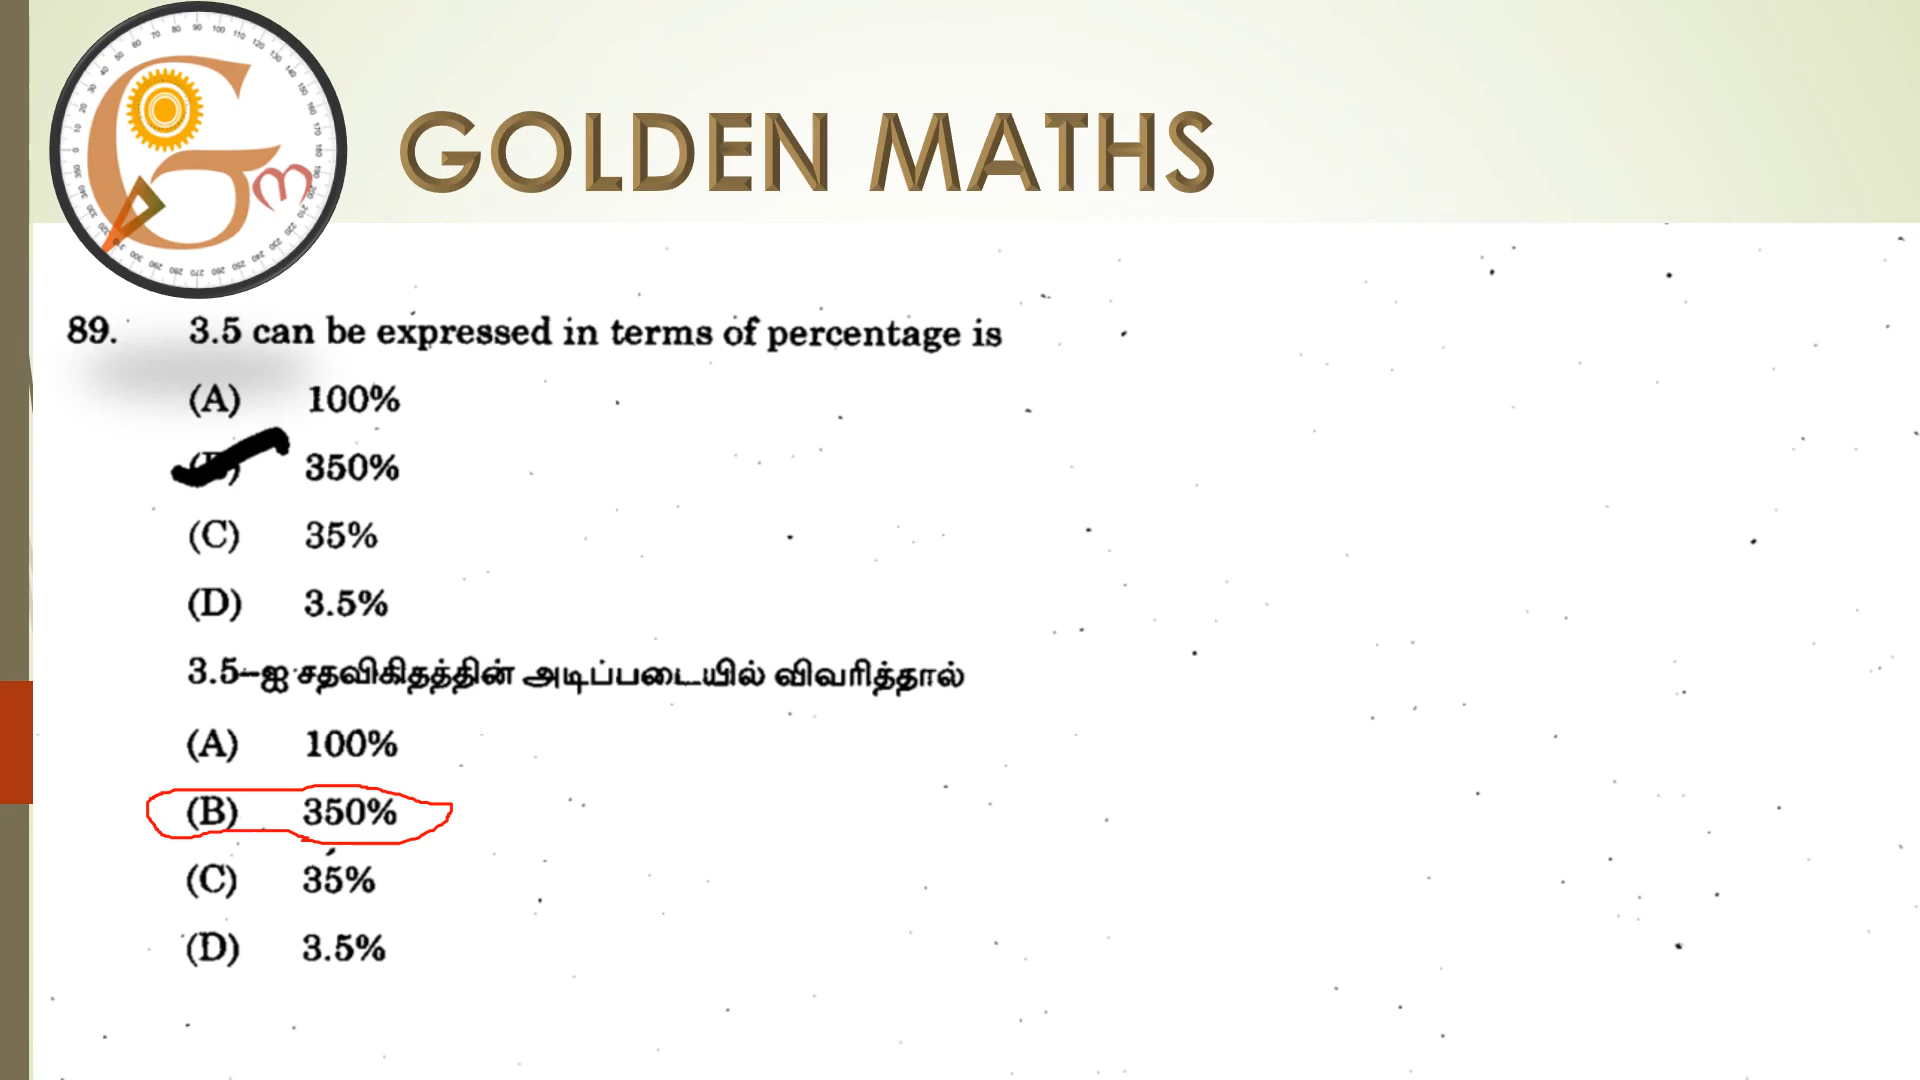 GOLDEN MATHS
89. 3.5 can be expressed in terms of percentage is
(A) 100%
350%
(C) 35%
(D) 3.5%
3.5–ஐ சதவிகிதத்தின் அடிப்படையில் விவரித்தால்
(A) 100%
(B) 350%
(C) 35%
(D) 3.5%